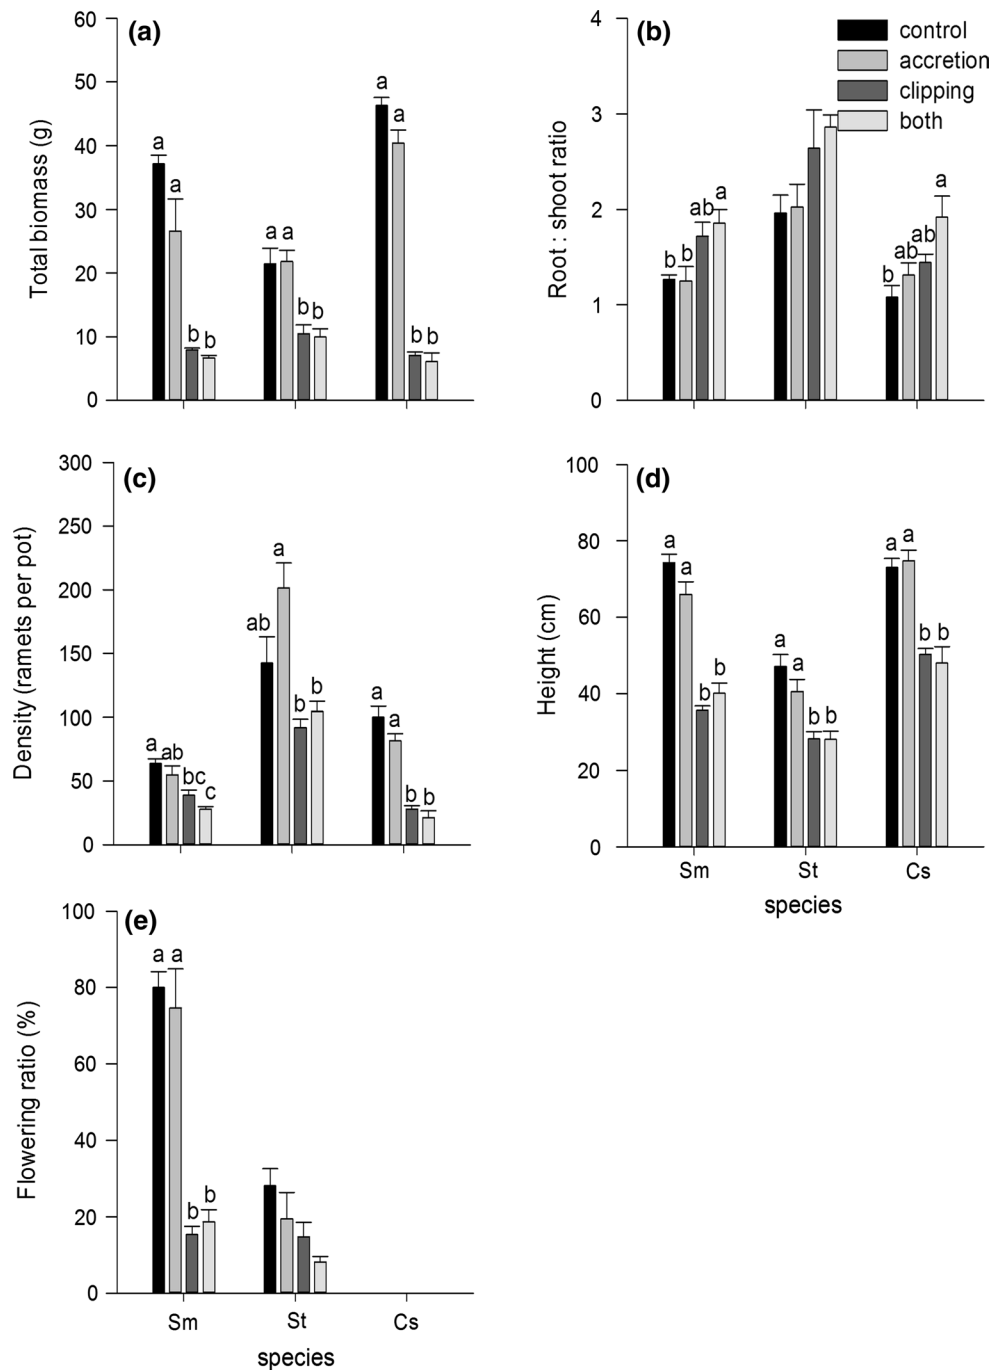 (a)
Total biomass (g)
60
50
40
30
20
10
0
a
a
b b
a a
b b
a
a
b b
(b)
control
accretion
clipping
both
Root : shoot ratio
4
3
2
1
0
b b
ab
a
b
ab
ab
a
(c)
Density (ramets per pot)
300
250
200
150
100
50
0
a
ab
bc
c
ab
a
b
b
a
a
b b
(d)
Height (cm)
100
80
60
40
20
0
a
a
b
b
a
a
b b
a a
b b
Sm St Cs
species
(e)
Flowering ratio (%)
100
80
60
40
20
0
a a
b
b
Sm St Cs
species